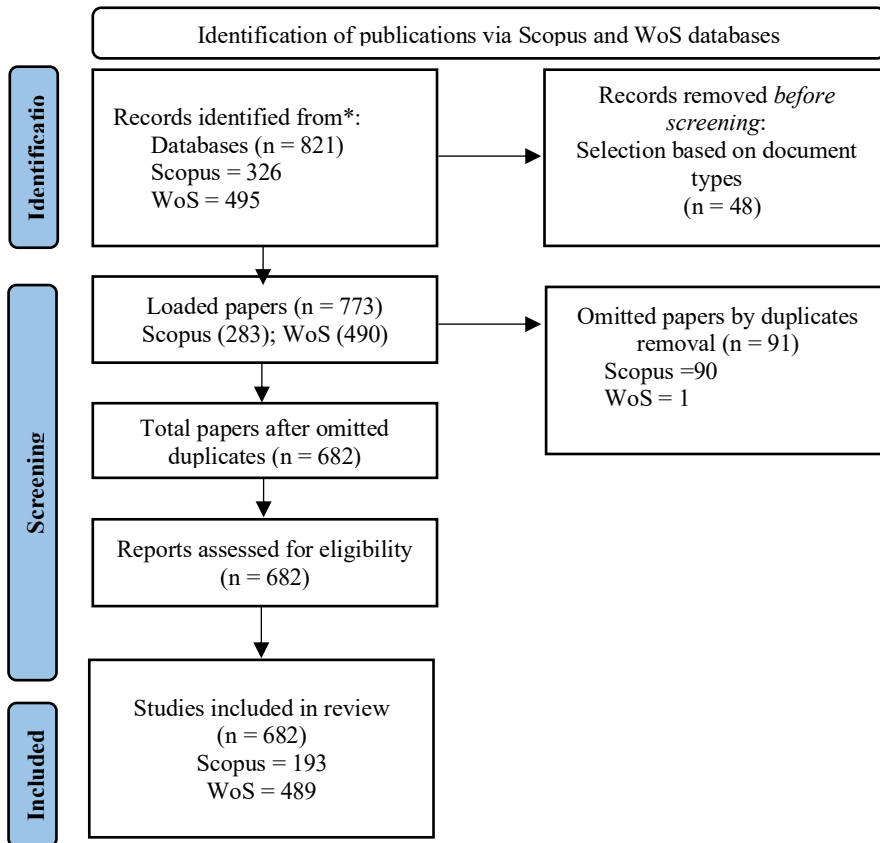 Identification of publications via Scopus and WoS databases
Identificatio
Records identified from*:
Databases (n = 821)
Scopus = 326
WoS = 495
Records removed before
screening:
Selection based on document
types
(n = 48)
Screening
Loaded papers (n = 773)
Scopus (283); WoS (490)
Omitted papers by duplicates
removal (n = 91)
Scopus =90
WoS = 1
Total papers after omitted
duplicates (n = 682)
Reports assessed for eligibility
(n = 682)
Included
Studies included in review
(n = 682)
Scopus = 193
WoS = 489